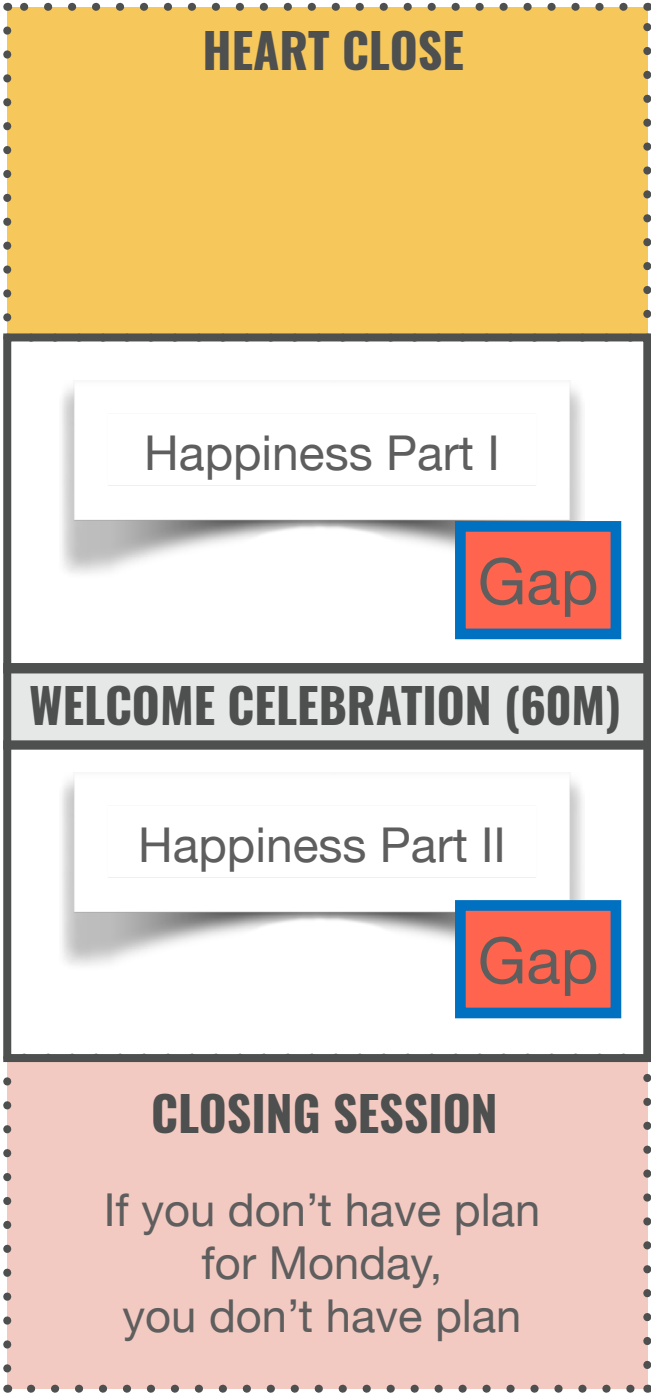 HEART CLOSE
Happiness Part I
Gap
WELCOME CELEBRATION (60M)
Happiness Part II
Gap
CLOSING SESSION
If you don’t have plan
for Monday,
you don’t have plan